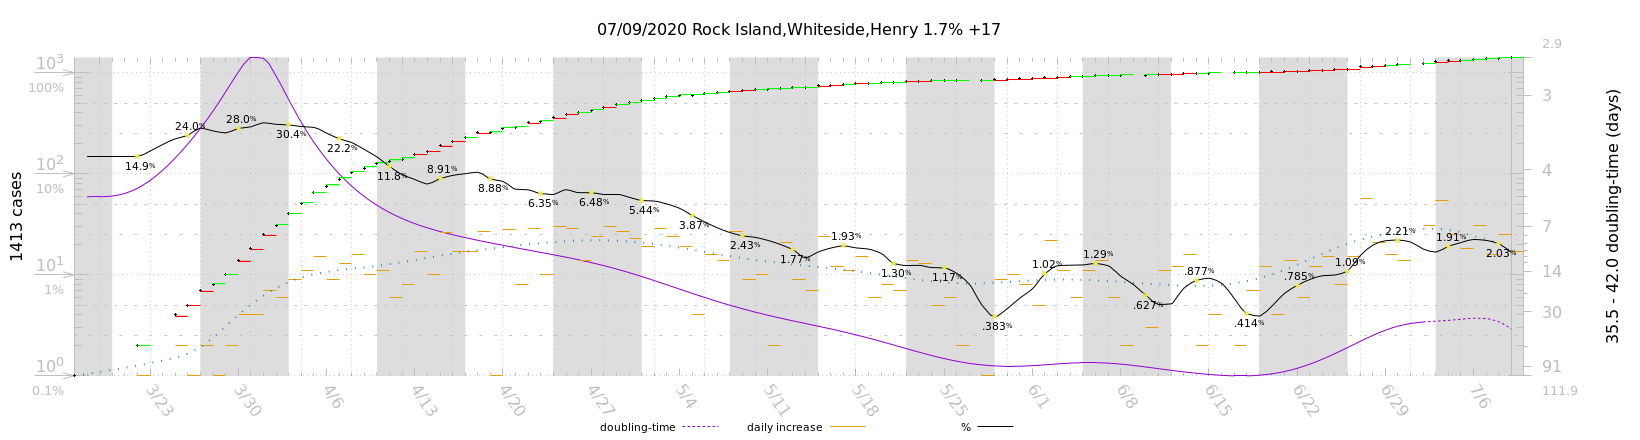 07/09/2020 Rock Island,Whiteside,Henry 1.7% +17
10³ 2.9
100% 3
24.0% 28.0% 30.4% 22.2%
14.9% 11.8% 8.91% 8.88% 6.35% 6.48% 5.44% 3.87% 2.43% 1.77% 1.93% 1.30% 1.17% .383% 1.02% 1.29% .627% .877% .414% .785% 1.09% 2.21% 1.91% 2.03%
10² 4
10% 7
10¹ 14
1% 30
10⁰ 91
0.1% 111.9
1413 cases
35.5 - 42.0 doubling-time (days)
3/23 3/30 4/6 4/13 4/20 4/27 5/4 5/11 5/18 5/25 6/1 6/8 6/15 6/22 6/29 7/6
doubling-time daily increase %